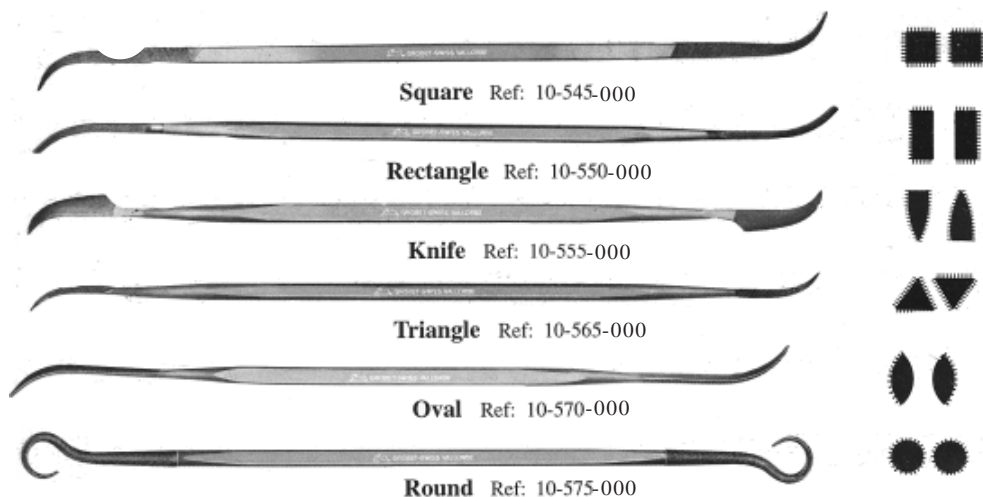 Square Ref: 10-545-000
Rectangle Ref: 10-550-000
Knife Ref: 10-555-000
Triangle Ref: 10-565-000
Oval Ref: 10-570-000
Round Ref: 10-575-000